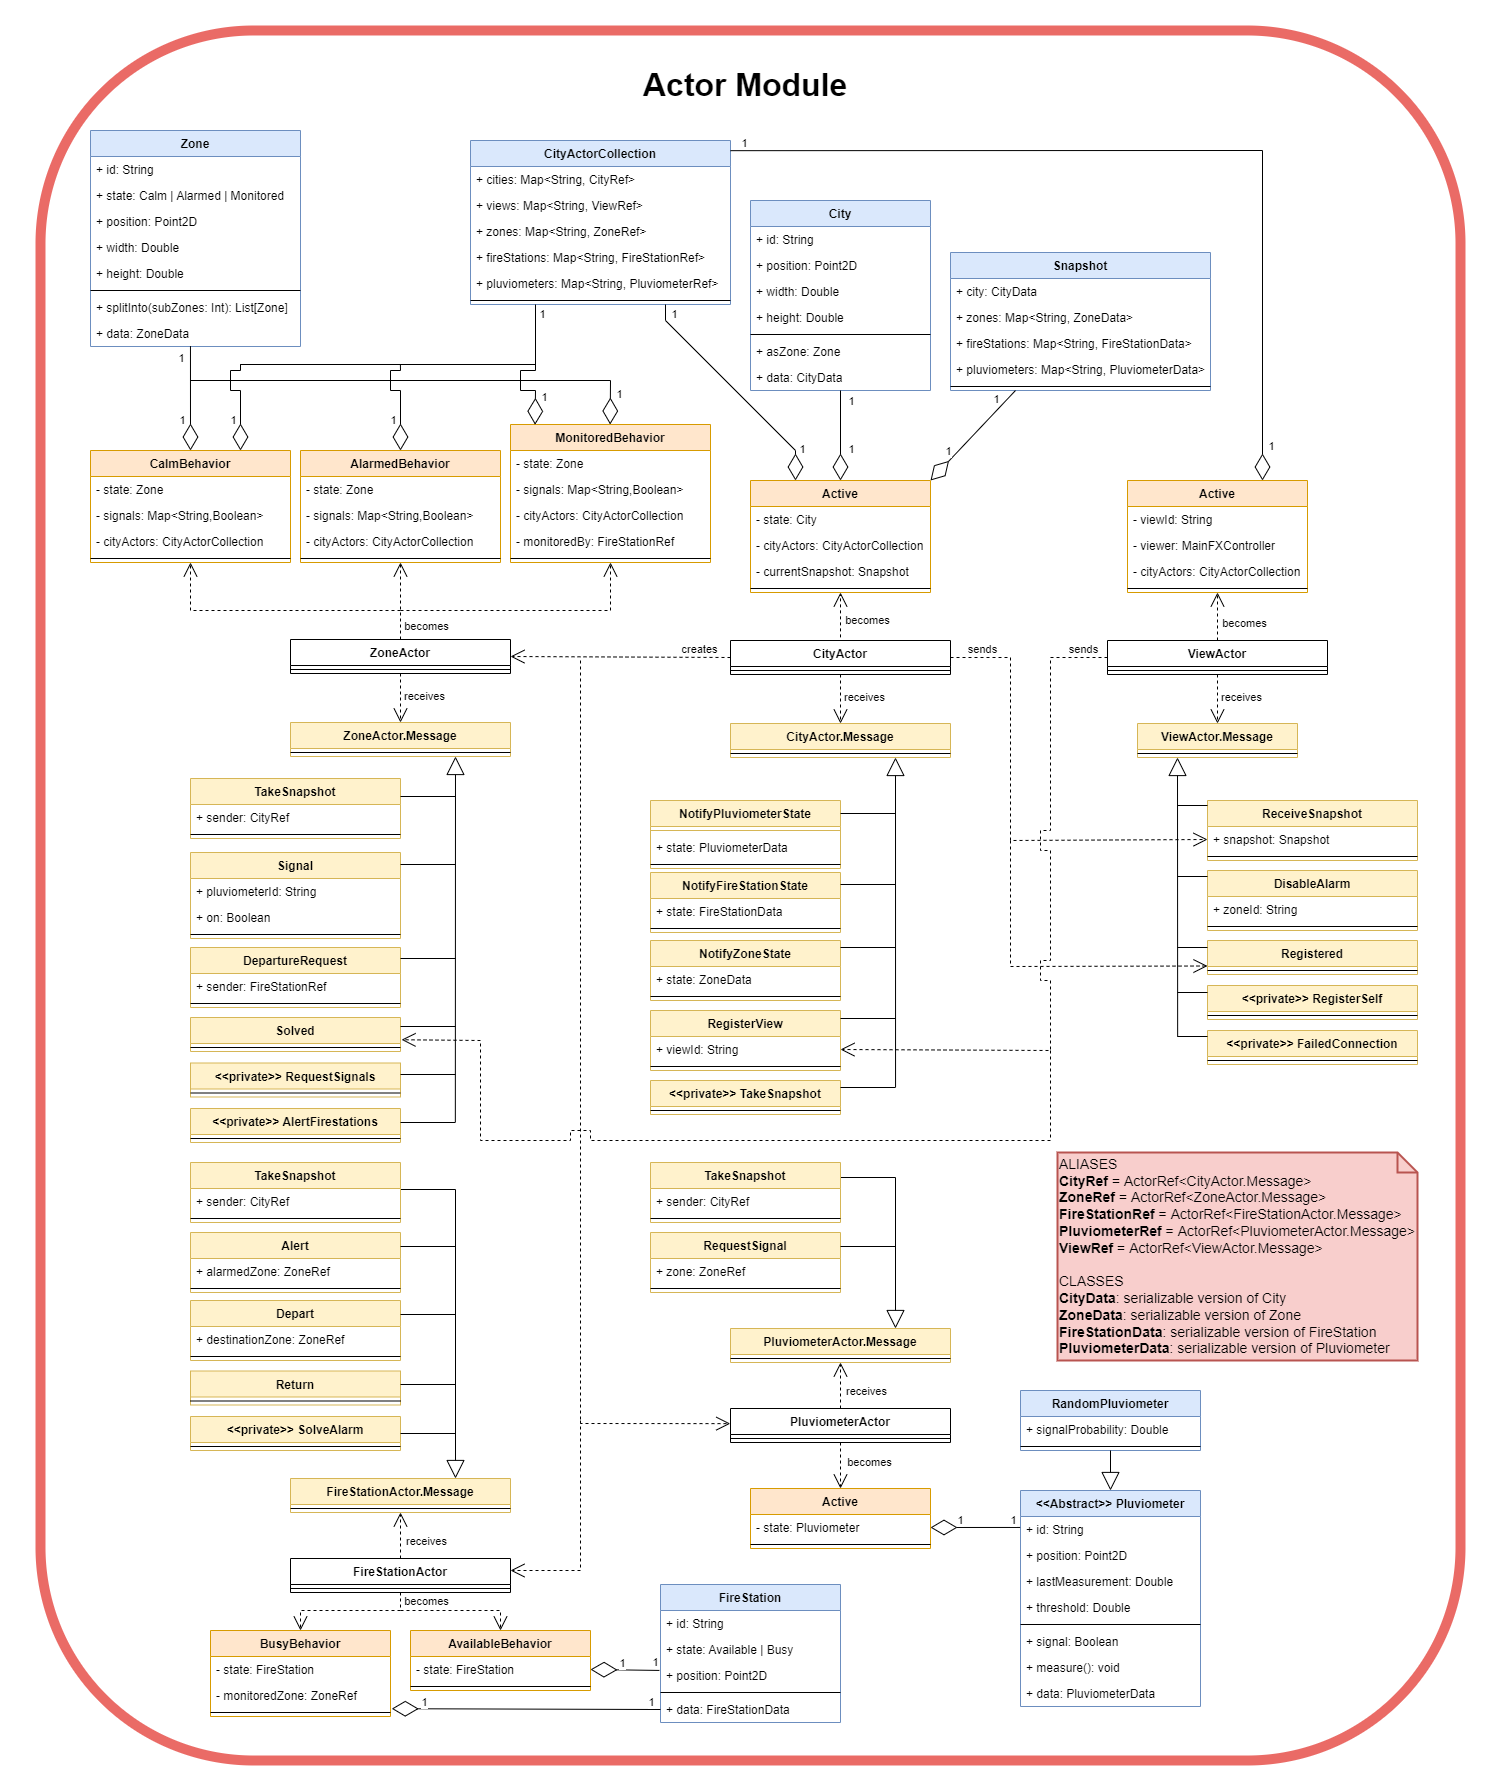 Actor Module
Zone
+ id: String
+ state: Calm | Alarmed | Monitored
+ position: Point2D
+ width: Double
+ height: Double
+ splitInto(subZones: Int): List[Zone]
+ data: ZoneData
1
CityActorCollection
+ cities: Map<String, CityRef>
+ views: Map<String, ViewRef>
+ zones: Map<String, ZoneRef>
+ fireStations: Map<String, FireStationRef>
+ pluviometers: Map<String, PluviometerRef>
1
1
1
City
+ id: String
+ position: Point2D
+ width: Double
+ height: Double
+ asZone: Zone
+ data: CityData
1
Snapshot
+ city: CityData
+ zones: Map<String, ZoneData>
+ fireStations: Map<String, FireStationData>
+ pluviometers: Map<String, PluviometerData>
1
1
1
1
1
1
1
1
1
1
CalmBehavior
- state: Zone
- signals: Map<String,Boolean>
- cityActors: CityActorCollection
AlarmedBehavior
- state: Zone
- signals: Map<String,Boolean>
- cityActors: CityActorCollection
MonitoredBehavior
- state: Zone
- signals: Map<String,Boolean>
- cityActors: CityActorCollection
- monitoredBy: FireStationRef
Active
- state: City
- cityActors: CityActorCollection
- currentSnapshot: Snapshot
Active
- viewId: String
- viewer: MainFXController
- cityActors: CityActorCollection
becomes
becomes
becomes
ZoneActor
creates
CityActor
sends
sends
ViewActor
receives
receives
receives
ZoneActor.Message
CityActor.Message
ViewActor.Message
TakeSnapshot
+ sender: CityRef
Signal
+ pluviometerId: String
+ on: Boolean
DepartureRequest
+ sender: FireStationRef
Solved
<<private>> RequestSignals
<<private>> AlertFirestations
NotifyPluviometerState
+ state: PluviometerData
NotifyFireStationState
+ state: FireStationData
NotifyZoneState
+ state: ZoneData
RegisterView
+ viewId: String
<<private>> TakeSnapshot
ReceiveSnapshot
+ snapshot: Snapshot
DisableAlarm
+ zoneId: String
Registered
<<private>> RegisterSelf
<<private>> FailedConnection
TakeSnapshot
+ sender: CityRef
Alert
+ alarmedZone: ZoneRef
Depart
+ destinationZone: ZoneRef
Return
<<private>> SolveAlarm
FireStationActor.Message
receives
FireStationActor
becomes
BusyBehavior
- state: FireStation
- monitoredZone: ZoneRef
AvailableBehavior
- state: FireStation
1
1
1
1
FireStation
+ id: String
+ state: Available | Busy
+ position: Point2D
+ data: FireStationData
TakeSnapshot
+ sender: CityRef
RequestSignal
+ zone: ZoneRef
PluviometerActor.Message
receives
PluviometerActor
becomes
Active
- state: Pluviometer
1
1
ALIASES
CityRef = ActorRef<CityActor.Message>
ZoneRef = ActorRef<ZoneActor.Message>
FireStationRef = ActorRef<FireStationActor.Message>
PluviometerRef = ActorRef<PluviometerActor.Message>
ViewRef = ActorRef<ViewActor.Message>
CLASSES
CityData: serializable version of City
ZoneData: serializable version of Zone
FireStationData: serializable version of FireStation
PluviometerData: serializable version of Pluviometer
RandomPluviometer
+ signalProbability: Double
<<Abstract>> Pluviometer
+ id: String
+ position: Point2D
+ lastMeasurement: Double
+ threshold: Double
+ signal: Boolean
+ measure(): void
+ data: PluviometerData